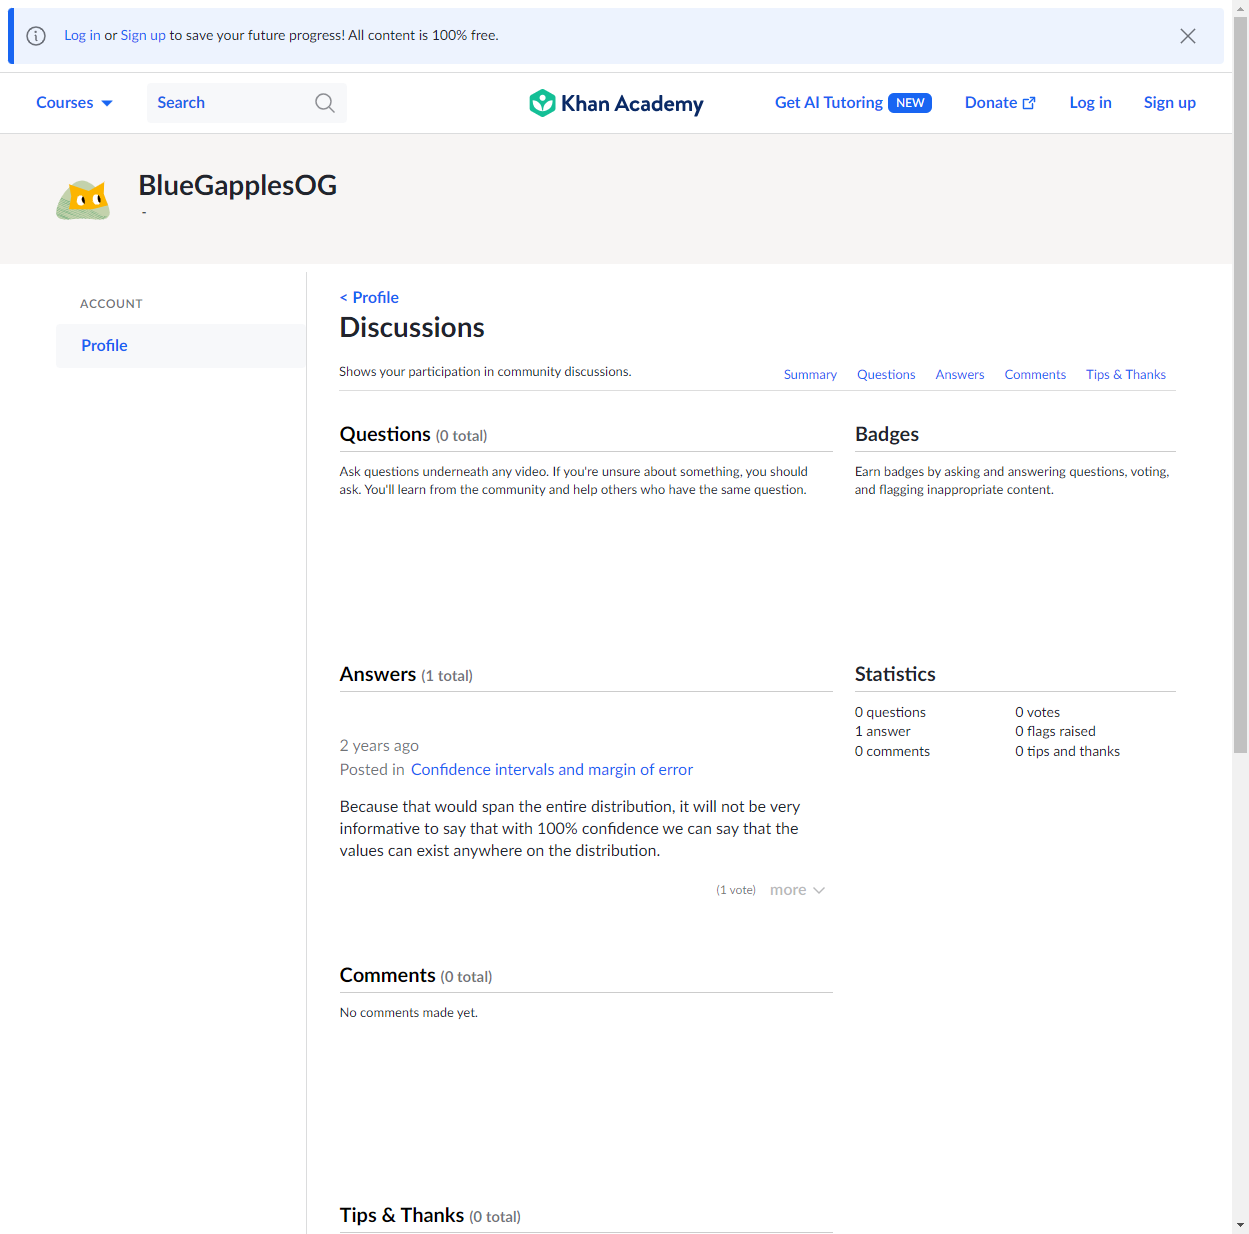 Log in or Sign up to save your future progress! All content is 100% free.
Courses
Search
Khan Academy
Get AI Tutoring NEW
Donate
Log in
Sign up
BlueGapplesOG
-
ACCOUNT
Profile
< Profile
Discussions
Shows your participation in community discussions.
Summary
Questions
Answers
Comments
Tips & Thanks
Questions (0 total)
Ask questions underneath any video. If you're unsure about something, you should
ask. You'll learn from the community and help others who have the same question.
Badges
Earn badges by asking and answering questions, voting,
and flagging inappropriate content.
Answers (1 total)
2 years ago
Posted in Confidence intervals and margin of error
Because that would span the entire distribution, it will not be very
informative to say that with 100% confidence we can say that the
values can exist anywhere on the distribution.
(1 vote) more
Statistics
0 questions 0 votes
1 answer 0 flags raised
0 comments 0 tips and thanks
Comments (0 total)
No comments made yet.
Tips & Thanks (0 total)